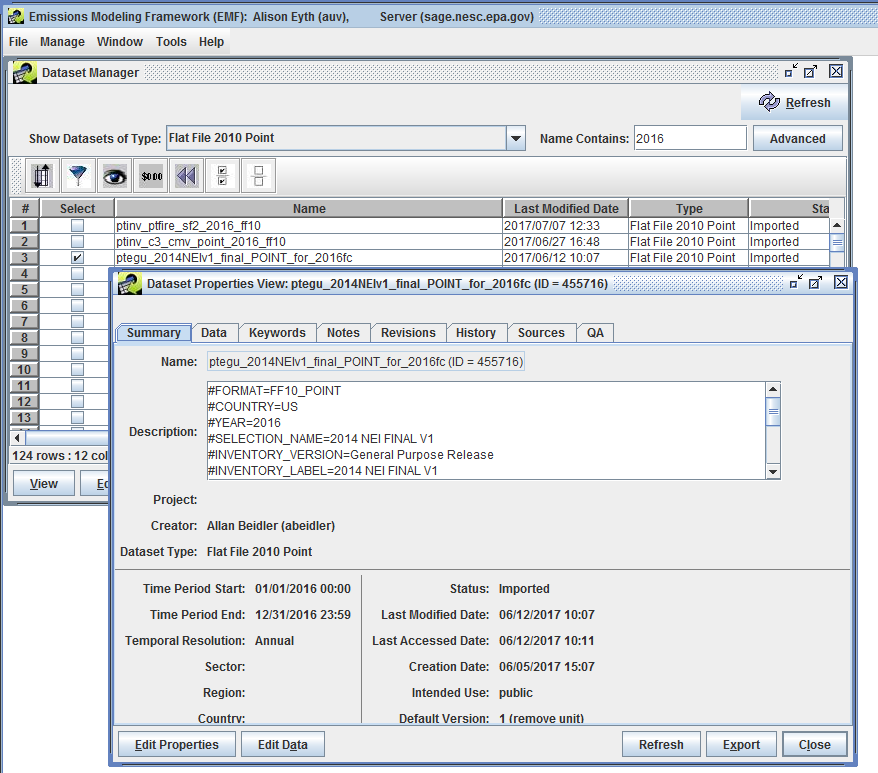 Emissions Modeling Framework (EMF): Alison Eyth (auv), Server (sage.nesc.epa.gov)
File Manage Window Tools Help
Dataset Manager
Refresh
Show Datasets of Type: Flat File 2010 Point Name Contains: 2016 Advanced
$000
# Select Name Last Modified Date Type Sta
1 ptinv_ptfire_sf2_2016_ff10 2017/07/07 12:33 Flat File 2010 Point Imported
2 ptinv_c3_cmv_point_2016_ff10 2017/06/27 16:48 Flat File 2010 Point Imported
3 ptegu_2014NEIv1_final_POINT_for_2016fc 2017/06/12 10:07 Flat File 2010 Point Imported
4
5
6
7
8
9
10
11
12
13
124 rows : 12 col
View Ed
Dataset Properties View: ptegu_2014NEIv1_final_POINT_for_2016fc (ID = 455716)
Summary Data Keywords Notes Revisions History Sources QA
Name: ptegu_2014NEIv1_final_POINT_for_2016fc (ID = 455716)
Description:
#FORMAT=FF10_POINT
#COUNTRY=US
#YEAR=2016
#SELECTION_NAME=2014 NEI FINAL V1
#INVENTORY_VERSION=General Purpose Release
#INVENTORY_LABEL=2014 NEI FINAL V1
Project:
Creator: Allan Beidler (abeidler)
Dataset Type: Flat File 2010 Point
Time Period Start: 01/01/2016 00:00
Time Period End: 12/31/2016 23:59
Temporal Resolution: Annual
Sector:
Region:
Country:
Status: Imported
Last Modified Date: 06/12/2017 10:07
Last Accessed Date: 06/12/2017 10:11
Creation Date: 06/05/2017 15:07
Intended Use: public
Default Version: 1 (remove unit)
Edit Properties Edit Data Refresh Export Close